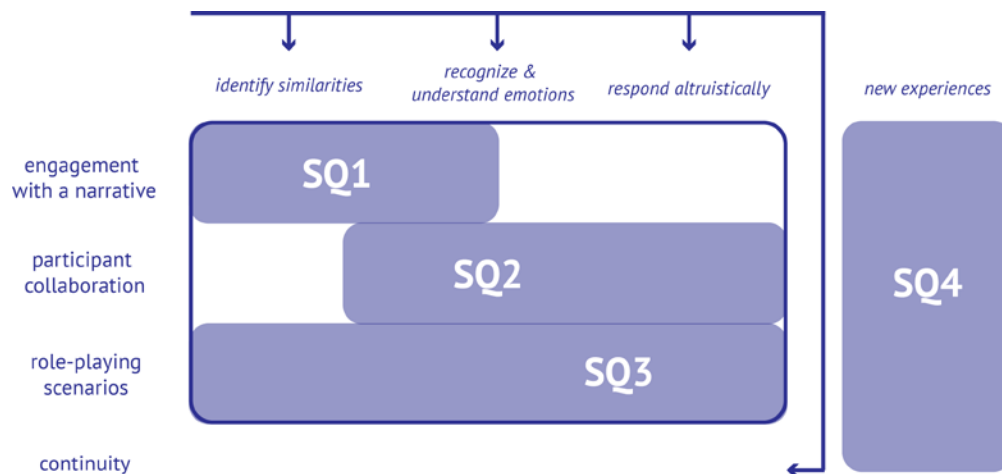 identify similarities
recognize &
understand emotions
respond altruistically
new experiences
engagement
with a narrative
SQ1
participant
collaboration
SQ2
SQ4
role-playing
scenarios
SQ3
continuity